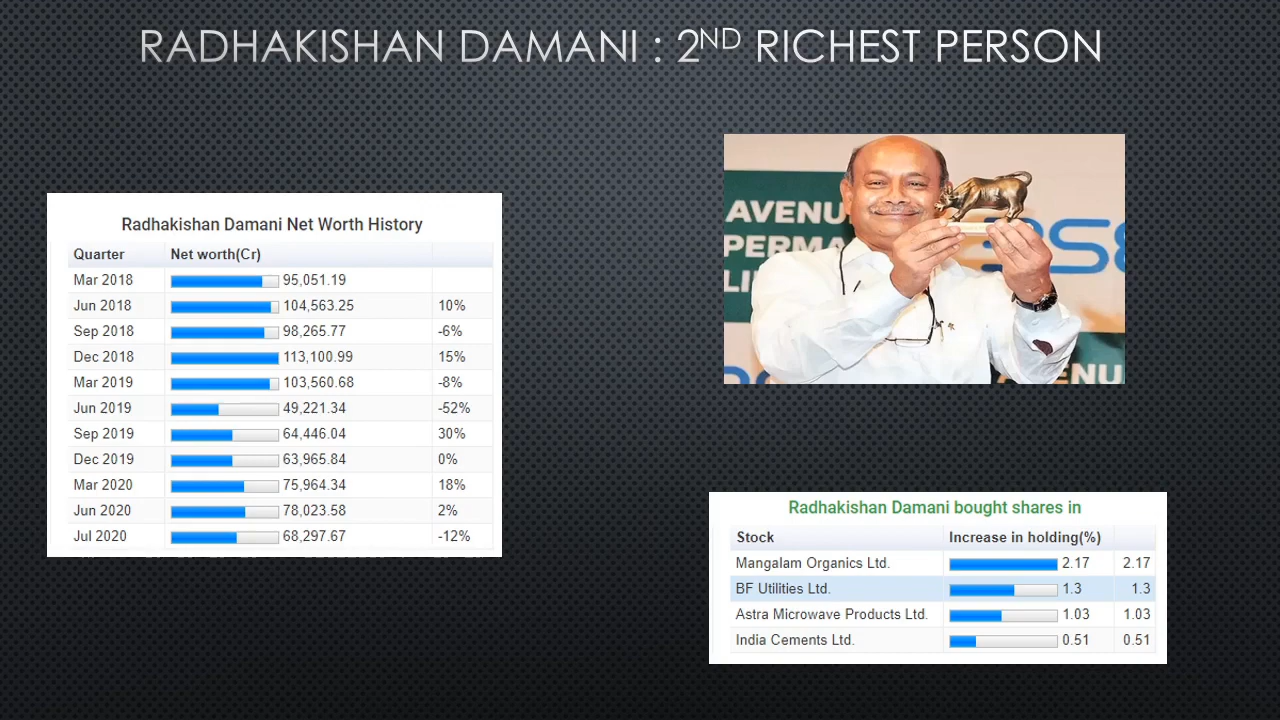 RADHAKISHAN DAMANI : 2ND RICHEST PERSON
Radhakishan Damani Net Worth History
Quarter Net worth(Cr)
Mar 2018 95,051.19
Jun 2018 104,563.25 10%
Sep 2018 98,265.77 -6%
Dec 2018 113,100.99 15%
Mar 2019 103,560.68 -8%
Jun 2019 49,221.34 -52%
Sep 2019 64,446.04 30%
Dec 2019 63,965.84 0%
Mar 2020 75,964.34 18%
Jun 2020 78,023.58 2%
Jul 2020 68,297.67 -12%
AVENU
PERMA
LI
BSE
AVENU
Radhakishan Damani bought shares in
Stock Increase in holding(%)
Mangalam Organics Ltd. 2.17 2.17
BF Utilities Ltd. 1.3 1.3
Astra Microwave Products Ltd. 1.03 1.03
India Cements Ltd. 0.51 0.51